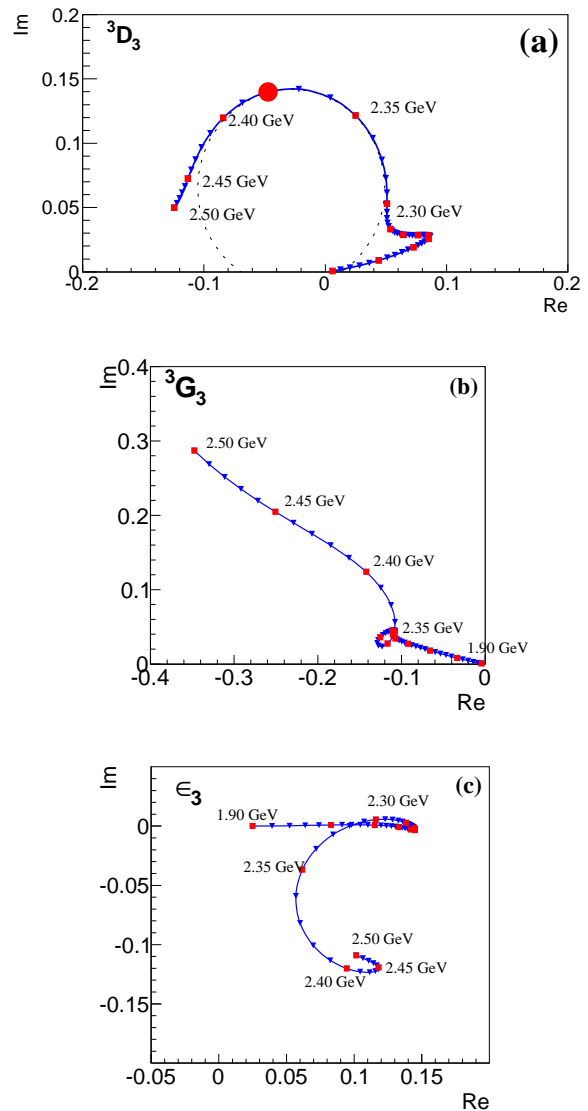 Im
0.2
³D₃
(a)
0.15
2.35 GeV
2.40 GeV
0.1
2.45 GeV
0.05
2.50 GeV
2.30 GeV
0
-0.2
-0.1
0
0.1
0.2
Re
Im
0.4
³G₃
(b)
0.3
2.50 GeV
2.45 GeV
0.2
2.40 GeV
0.1
2.35 GeV
1.90 GeV
0
-0.4
-0.3
-0.2
-0.1
0
Re
Im
∈₃
(c)
0.05
2.30 GeV
1.90 GeV
0
2.35 GeV
-0.05
2.50 GeV
-0.1
2.45 GeV
2.40 GeV
-0.15
-0.05
0
0.05
0.1
0.15
Re